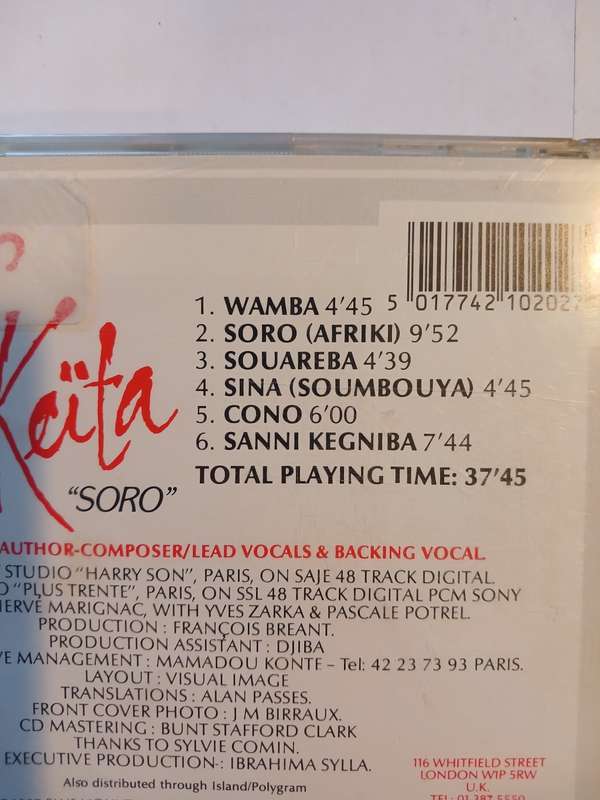 1. WAMBA 4'45
5 017742 102027
2. SORO (AFRIKI) 9'52
3. SOUAREBA 4'39
4. SINA (SOUMBOUYA) 4'45
5. CONO 6'00
6. SANNI KEGNIBA 7'44
TOTAL PLAYING TIME: 37'45
Keïta
"SORO"
AUTHOR-COMPOSER/LEAD VOCALS & BACKING VOCAL.
STUDIO "HARRY SON", PARIS, ON SAJE 48 TRACK DIGITAL.
"PLUS TRENTE", PARIS, ON SSL 48 TRACK DIGITAL PCM SONY
HERVÉ MARIGNAC, WITH YVES ZARKA & PASCALE POTREL.
PRODUCTION : FRANÇOIS BREANT.
PRODUCTION ASSISTANT : DJIBA
MANAGEMENT : MAMADOU KONTE – Tel: 42 23 73 93 PARIS.
LAYOUT : VISUAL IMAGE
TRANSLATIONS : ALAN PASSES.
FRONT COVER PHOTO : J M BIRRAUX.
CD MASTERING : BUNT STAFFORD CLARK
THANKS TO SYLVIE COMIN.
EXECUTIVE PRODUCTION-: IBRAHIMA SYLLA.
Also distributed through Island/Polygram
116 WHITFIELD STREET
LONDON W1P 5RW
U.K.
TEL: 01 387 5550